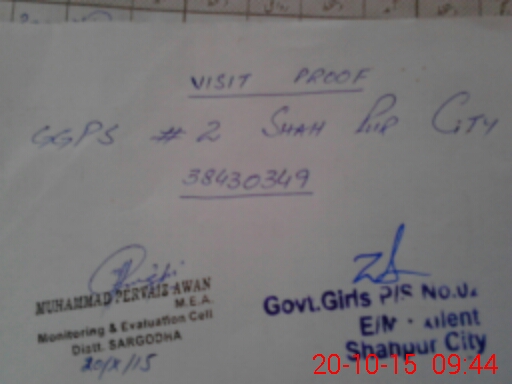 VISIT PROOF
GGPS # 2 SHAH PUR CITY
38430349
MUHAMMAD PERVAIZ AWAN
M.E.A.
Monitoring & Evaluation Cell
Distt. SARGODHA
20/X/15
Govt.Girls P/S No.02
E/M
Shahpur City
20-10-15 09:44